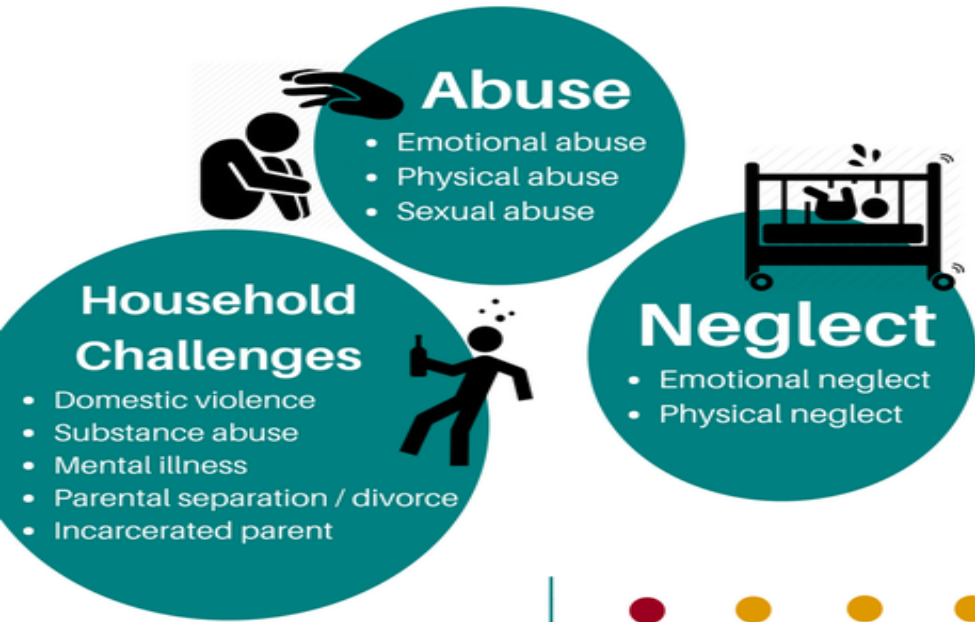 Abuse
• Emotional abuse
• Physical abuse
• Sexual abuse
Household
Challenges
• Domestic violence
• Substance abuse
• Mental illness
• Parental separation / divorce
• Incarcerated parent
Neglect
• Emotional neglect
• Physical neglect